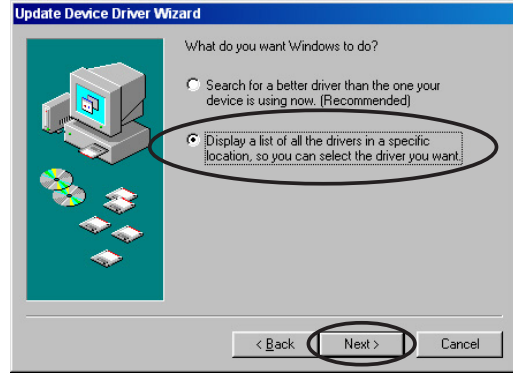 Update Device Driver Wizard
What do you want Windows to do?
Search for a better driver than the one your
device is using now. (Recommended)
Display a list of all the drivers in a specific
location, so you can select the driver you want.
< Back
Next >
Cancel